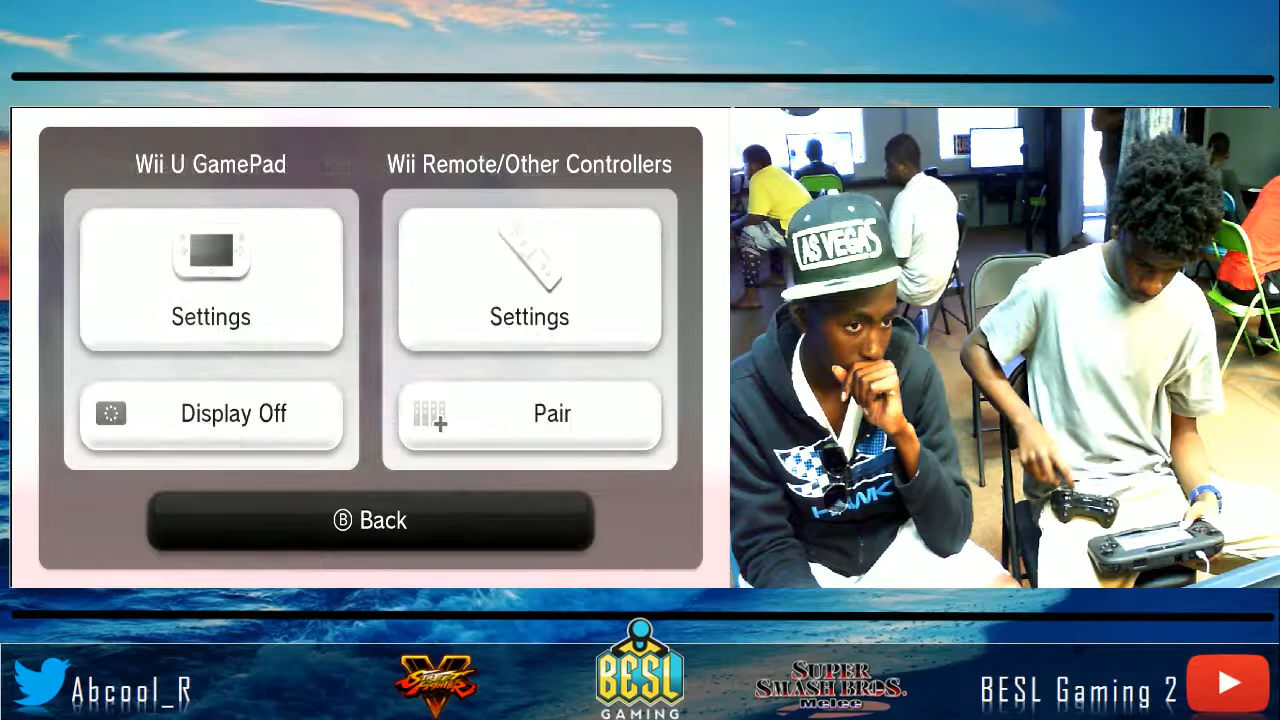 Wii U GamePad
Wii Remote/Other Controllers
Settings
Settings
Display Off
Pair
Ⓑ Back
AS VEGAS
HAWK
Abcool_R
STREET FIGHTER
V
BESL
GAMING
SUPER
SMASH BROS.
Melee
BESL Gaming 2